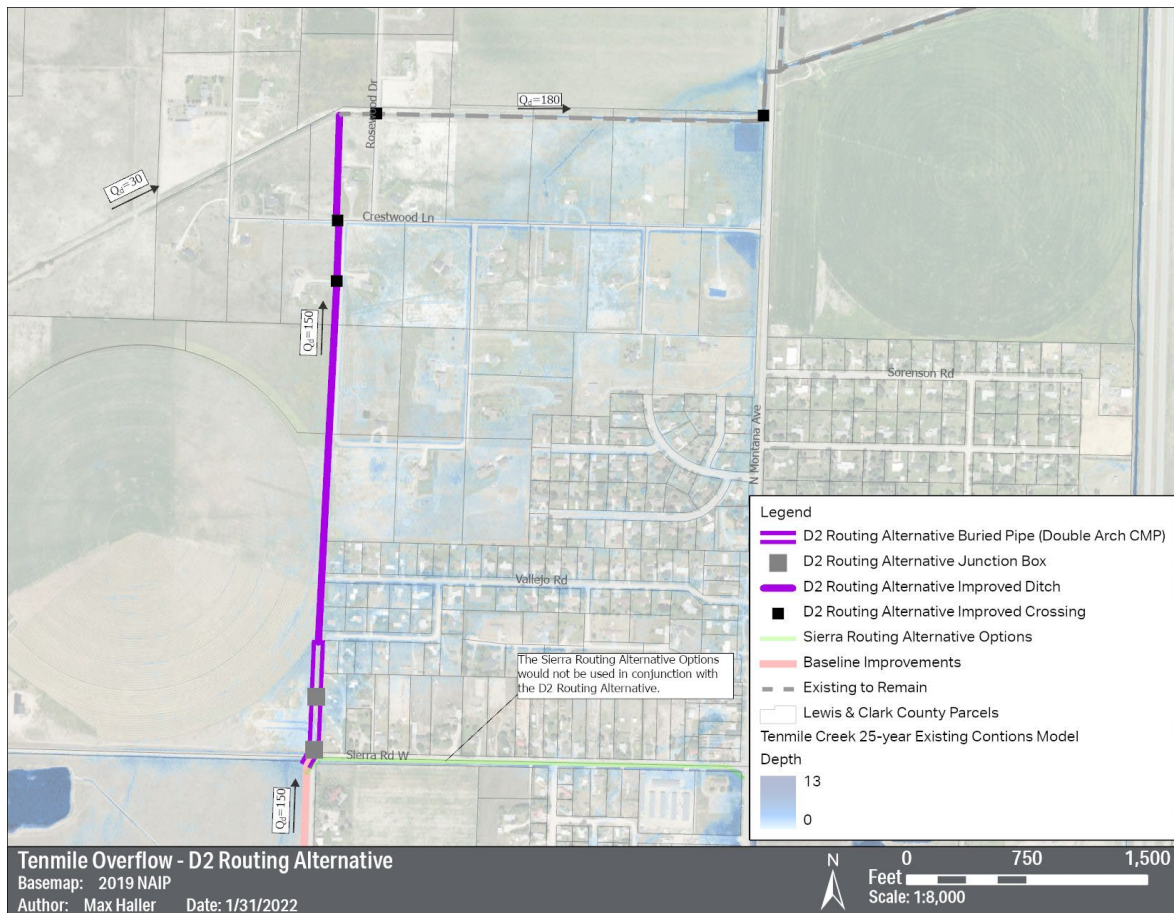 Rosewood Dr
Qd=180
Qd=30
Crestwood Ln
Qd=150
Sorenson Rd
N Montana Ave
Vallejo Rd
The Sierra Routing Alternative Options
would not be used in conjunction with
the D2 Routing Alternative.
Sierra Rd W
Qd=150
Legend
D2 Routing Alternative Buried Pipe (Double Arch CMP)
D2 Routing Alternative Junction Box
D2 Routing Alternative Improved Ditch
D2 Routing Alternative Improved Crossing
Sierra Routing Alternative Options
Baseline Improvements
Existing to Remain
Lewis & Clark County Parcels
Tenmile Creek 25-year Existing Contions Model
Depth
13
0
Tenmile Overflow - D2 Routing Alternative
Basemap: 2019 NAIP
Author: Max Haller Date: 1/31/2022
N
0 750 1,500
Feet
Scale: 1:8,000